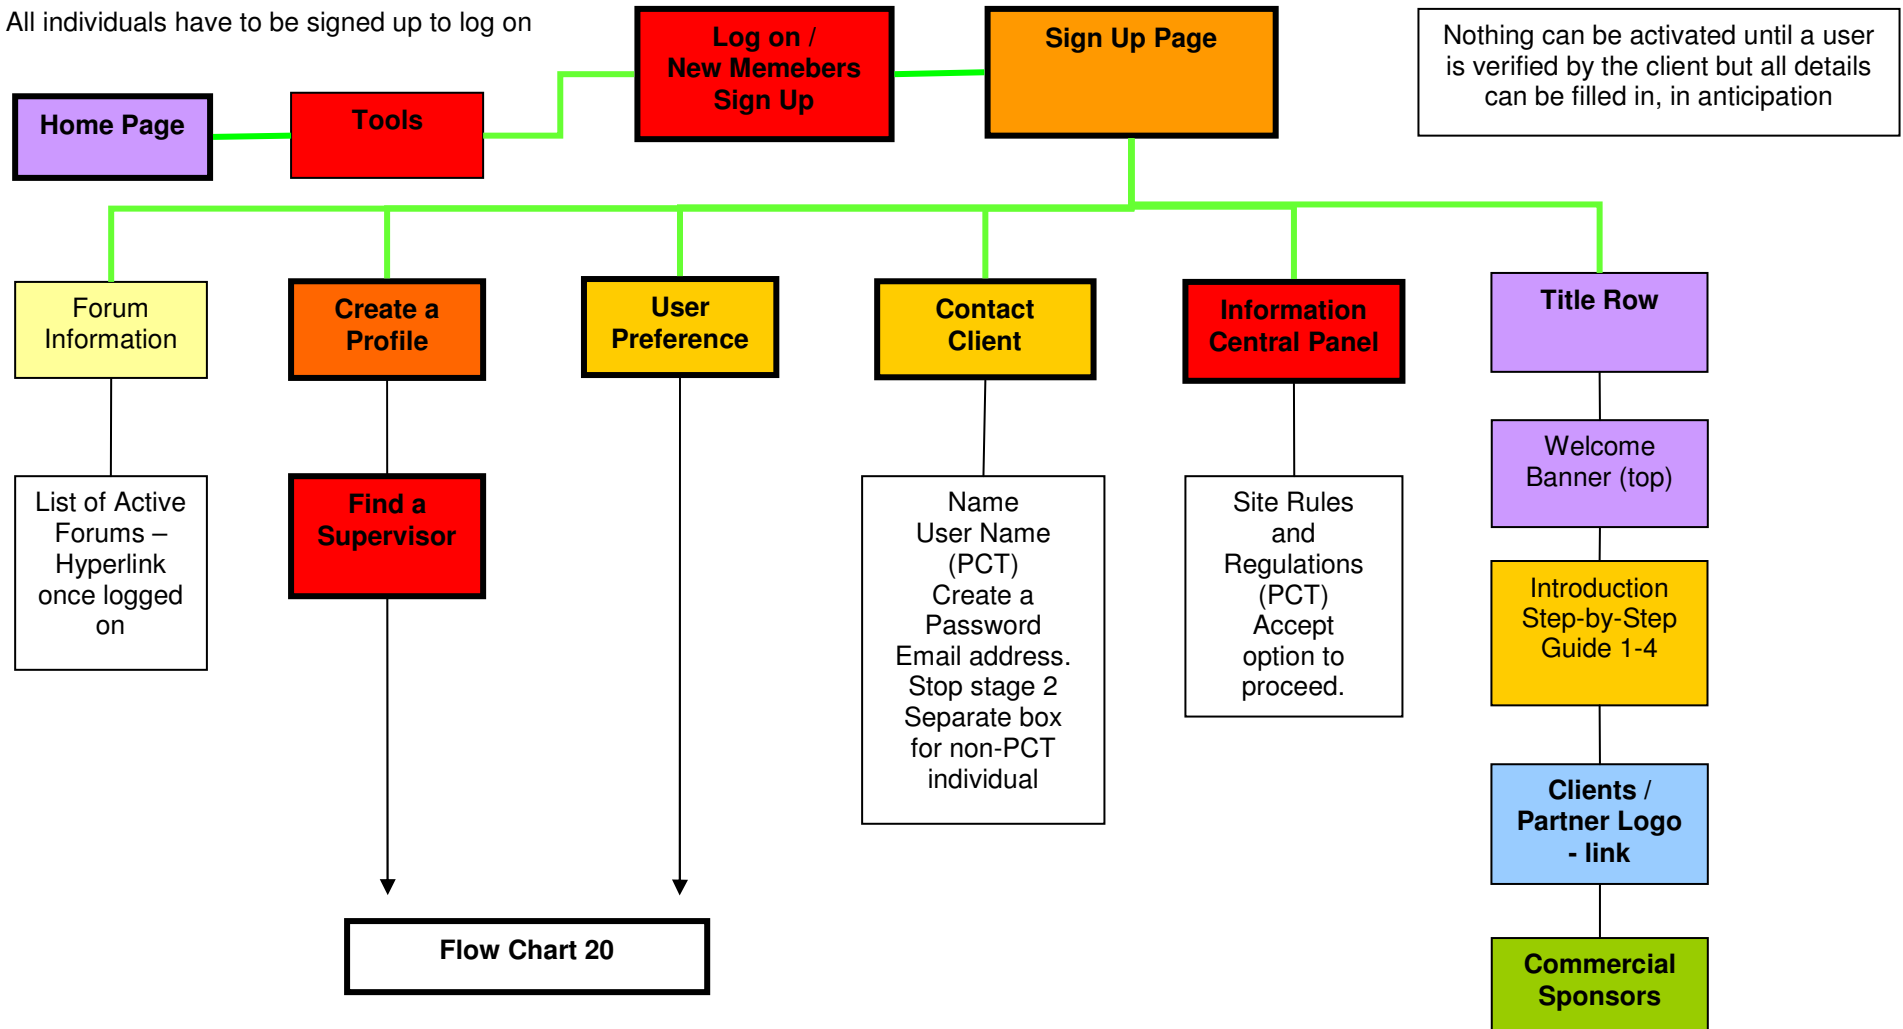 All individuals have to be signed up to log on
Log on /
New Memebers
Sign Up
Sign Up Page
Nothing can be activated until a user
is verified by the client but all details
can be filled in, in anticipation
Home Page
Tools
Forum
Information
Create a
Profile
User
Preference
Contact
Client
Information
Central Panel
Title Row
Welcome
Banner (top)
List of Active
Forums –
Hyperlink
once logged
on
Find a
Supervisor
Name
User Name
(PCT)
Create a
Password
Email address.
Stop stage 2
Separate box
for non-PCT
individual
Site Rules
and
Regulations
(PCT)
Accept
option to
proceed.
Introduction
Step-by-Step
Guide 1-4
Clients /
Partner Logo
- link
Flow Chart 20
Commercial
Sponsors